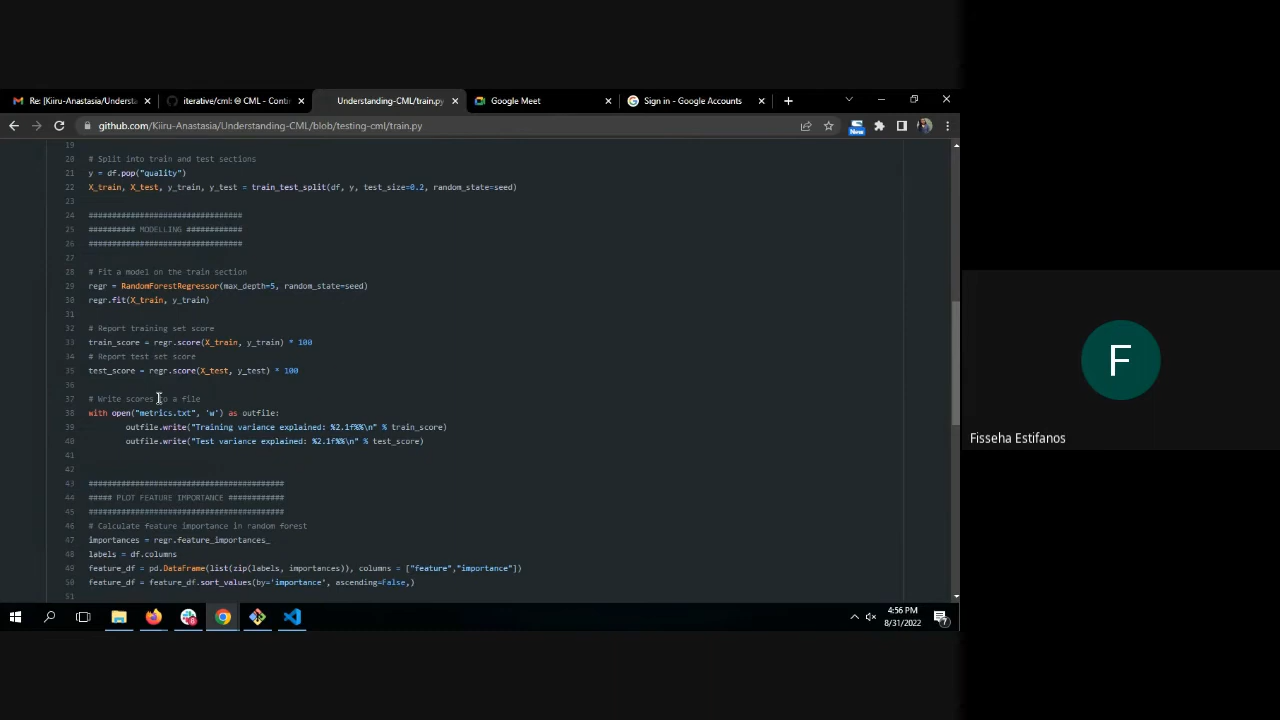 Re: [Kiiru-Anastasia/Understa
iterative/cml: ♾️ CML - Conti
Understanding-CML/train.py
Google Meet
Sign in - Google Accounts
github.com/Kiiru-Anastasia/Understanding-CML/blob/testing-cml/train.py
New
19
20 # Split into train and test sections
21 y = df.pop("quality")
22 X_train, X_test, y_train, y_test = train_test_split(df, y, test_size=0.2, random_state=seed)
23
24 #################################
25 ########## MODELLING ############
26 #################################
27
28 # Fit a model on the train section
29 regr = RandomForestRegressor(max_depth=5, random_state=seed)
30 regr.fit(X_train, y_train)
31
32 # Report training set score
33 train_score = regr.score(X_train, y_train) * 100
34 # Report test set score
35 test_score = regr.score(X_test, y_test) * 100
36
37 # Write scores to a file
38 with open("metrics.txt", 'w') as outfile:
39 outfile.write("Training variance explained: %2.1f%%\n" % train_score)
40 outfile.write("Test variance explained: %2.1f%%\n" % test_score)
41
42
43 ##########################################
44 ##### PLOT FEATURE IMPORTANCE ############
45 ##########################################
46 # Calculate feature importance in random forest
47 importances = regr.feature_importances_
48 labels = df.columns
49 feature_df = pd.DataFrame(list(zip(labels, importances)), columns = ["feature","importance"])
50 feature_df = feature_df.sort_values(by='importance', ascending=False,)
51
F
Fisseha Estifanos
4:56 PM
8/31/2022
7